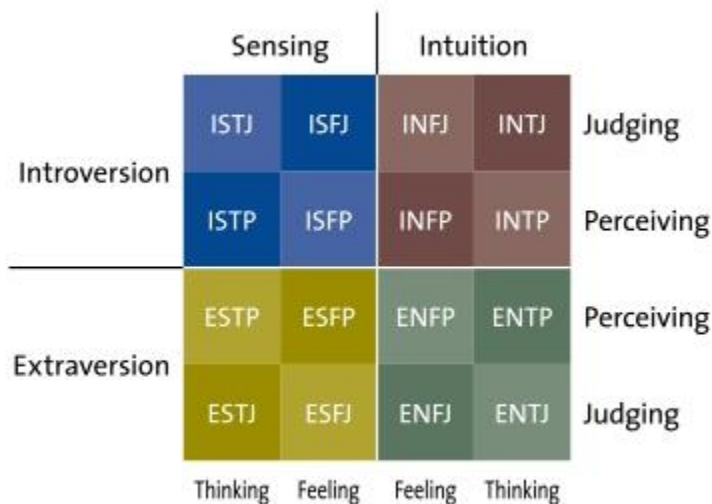 Sensing Intuition
ISTJ ISFJ INFJ INTJ Judging
Introversion
ISTP ISFP INFP INTP Perceiving
ESTP ESFP ENFP ENTP Perceiving
Extraversion
ESTJ ESFJ ENFJ ENTJ Judging
Thinking Feeling Feeling Thinking